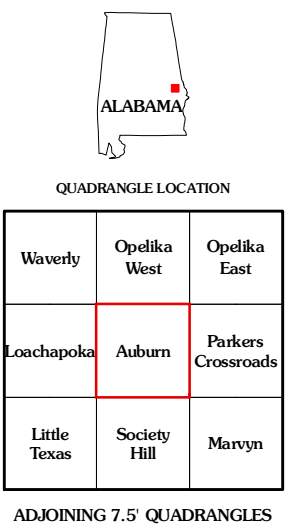 ALABAMA
QUADRANGLE LOCATION
Waverly
Opelika
West
Opelika
East
Loachapoka
Auburn
Parkers
Crossroads
Little
Texas
Society
Hill
Marvyn
ADJOINING 7.5' QUADRANGLES